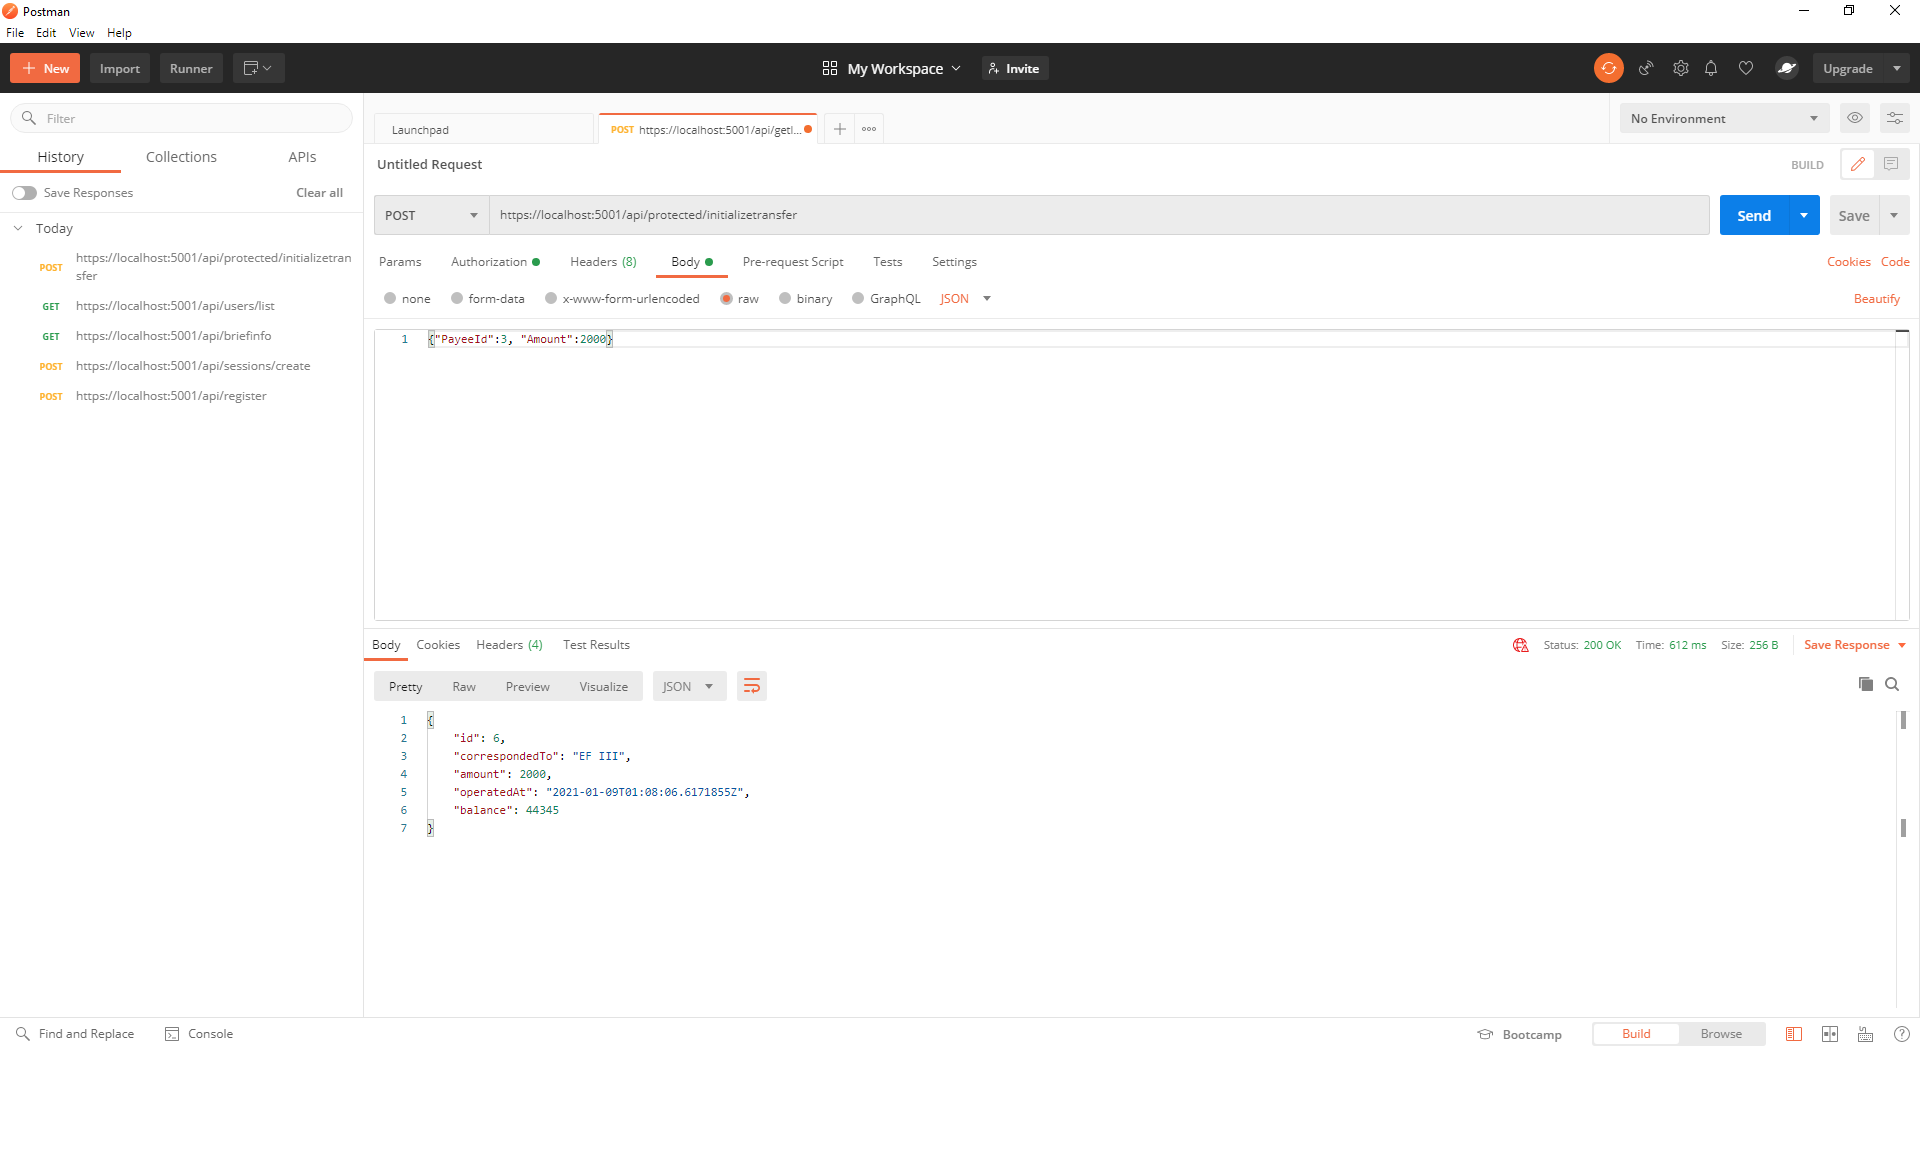 Postman
File Edit View Help
New Import Runner My Workspace Invite Upgrade
Filter
History Collections APIs
Save Responses Clear all
Today
POST https://localhost:5001/api/protected/initializetran
sfer
GET https://localhost:5001/api/users/list
GET https://localhost:5001/api/briefinfo
POST https://localhost:5001/api/sessions/create
POST https://localhost:5001/api/register
Launchpad POST https://localhost:5001/api/getl... No Environment
Untitled Request BUILD
POST https://localhost:5001/api/protected/initializetransfer Send Save
Params Authorization Headers (8) Body Pre-request Script Tests Settings Cookies Code
none form-data x-www-form-urlencoded raw binary GraphQL JSON Beautify
1 {"PayeeId":3, "Amount":2000}
Body Cookies Headers (4) Test Results Status: 200 OK Time: 612 ms Size: 256 B Save Response
Pretty Raw Preview Visualize JSON
1 {
2 "id": 6,
3 "correspondedTo": "EF III",
4 "amount": 2000,
5 "operatedAt": "2021-01-09T01:08:06.6171855Z",
6 "balance": 44345
7 }
Find and Replace Console Bootcamp Build Browse